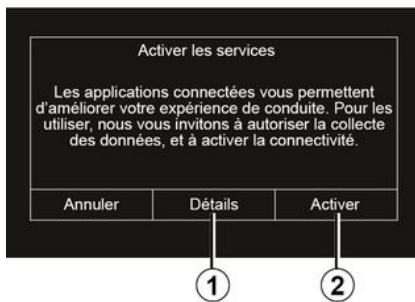 Activer les services
Les applications connectées vous permettent
d'améliorer votre expérience de conduite. Pour les
utiliser, nous vous invitons à autoriser la collecte
des données, et à activer la connectivité.
Annuler Détails Activer
1 2